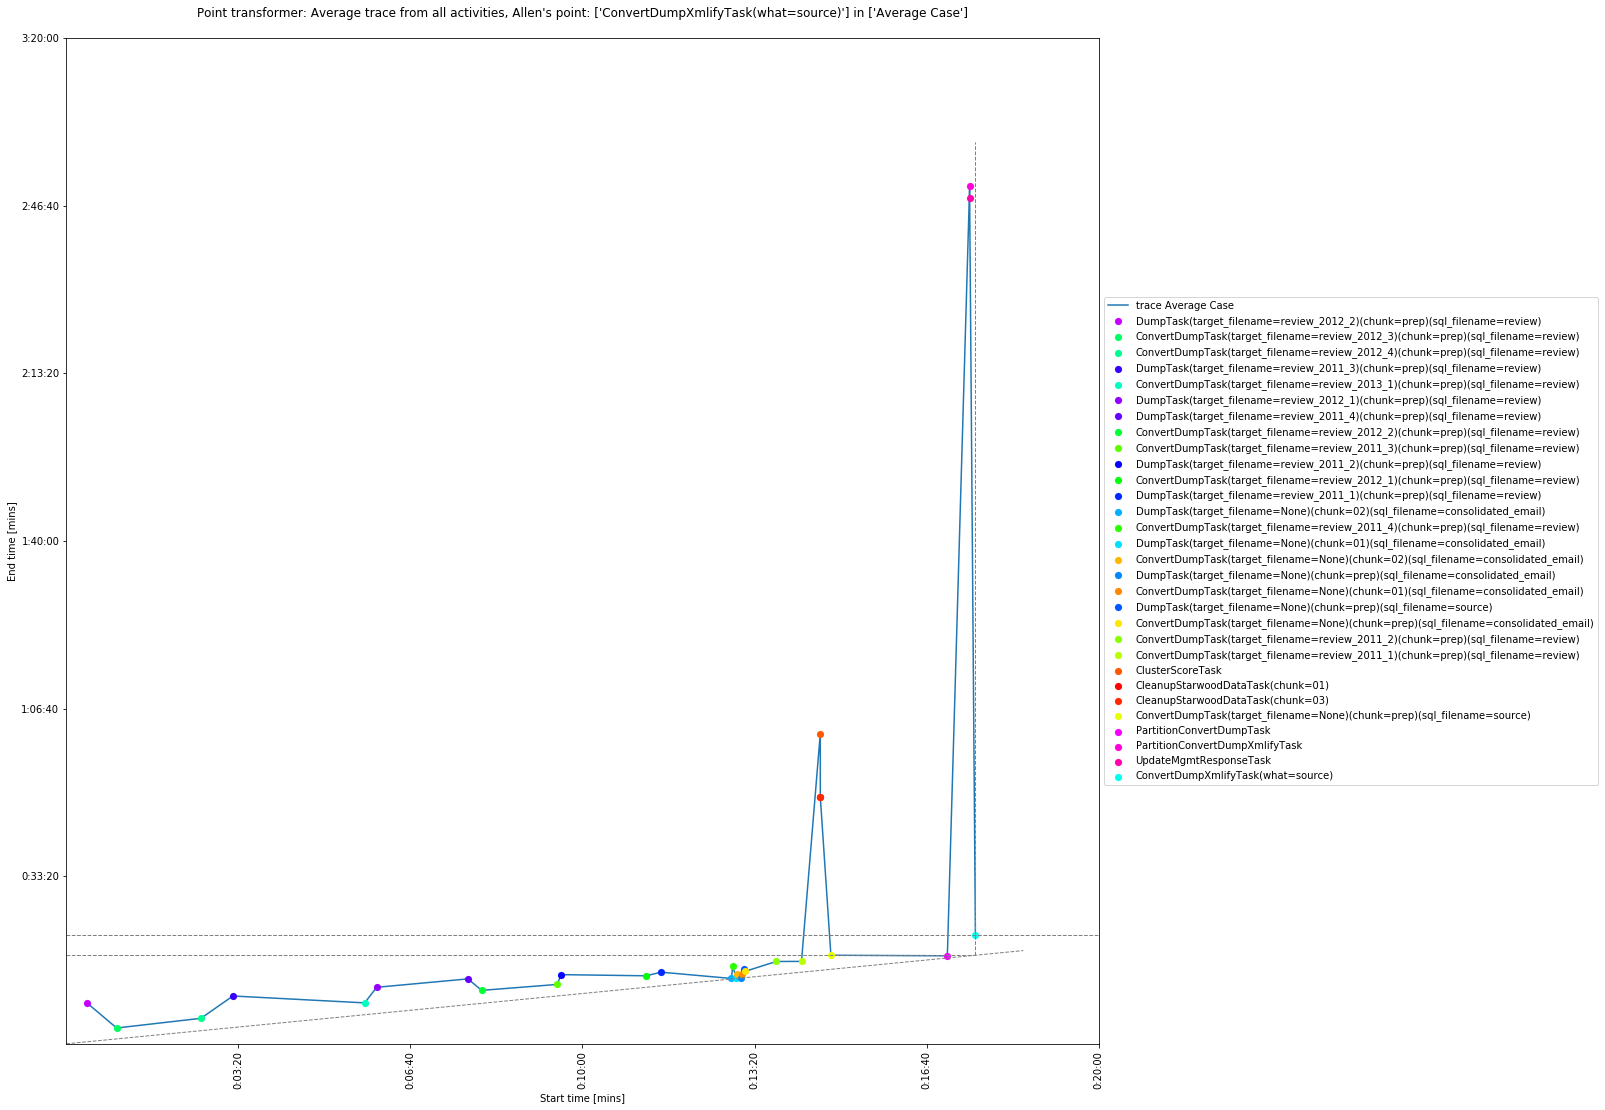 Point transformer: Average trace from all activities, Allen's point: ['ConvertDumpXmlifyTask(what=source)'] in ['Average Case']
3:20:00
2:46:40
2:13:20
1:40:00
1:06:40
0:33:20
End time [mins]
0:03:20
0:06:40
0:10:00
0:13:20
0:16:40
0:20:00
Start time [mins]
trace Average Case
DumpTask(target_filename=review_2012_2)(chunk=prep)(sql_filename=review)
ConvertDumpTask(target_filename=review_2012_3)(chunk=prep)(sql_filename=review)
ConvertDumpTask(target_filename=review_2012_4)(chunk=prep)(sql_filename=review)
DumpTask(target_filename=review_2011_3)(chunk=prep)(sql_filename=review)
ConvertDumpTask(target_filename=review_2013_1)(chunk=prep)(sql_filename=review)
DumpTask(target_filename=review_2012_1)(chunk=prep)(sql_filename=review)
DumpTask(target_filename=review_2011_4)(chunk=prep)(sql_filename=review)
ConvertDumpTask(target_filename=review_2012_2)(chunk=prep)(sql_filename=review)
ConvertDumpTask(target_filename=review_2011_3)(chunk=prep)(sql_filename=review)
DumpTask(target_filename=review_2011_2)(chunk=prep)(sql_filename=review)
ConvertDumpTask(target_filename=review_2012_1)(chunk=prep)(sql_filename=review)
DumpTask(target_filename=review_2011_1)(chunk=prep)(sql_filename=review)
DumpTask(target_filename=None)(chunk=02)(sql_filename=consolidated_email)
ConvertDumpTask(target_filename=review_2011_4)(chunk=prep)(sql_filename=review)
DumpTask(target_filename=None)(chunk=01)(sql_filename=consolidated_email)
ConvertDumpTask(target_filename=None)(chunk=02)(sql_filename=consolidated_email)
DumpTask(target_filename=None)(chunk=prep)(sql_filename=consolidated_email)
ConvertDumpTask(target_filename=None)(chunk=01)(sql_filename=consolidated_email)
DumpTask(target_filename=None)(chunk=prep)(sql_filename=source)
ConvertDumpTask(target_filename=None)(chunk=prep)(sql_filename=consolidated_email)
ConvertDumpTask(target_filename=review_2011_2)(chunk=prep)(sql_filename=review)
ConvertDumpTask(target_filename=review_2011_1)(chunk=prep)(sql_filename=review)
ClusterScoreTask
CleanupStarwoodDataTask(chunk=01)
CleanupStarwoodDataTask(chunk=03)
ConvertDumpTask(target_filename=None)(chunk=prep)(sql_filename=source)
PartitionConvertDumpTask
PartitionConvertDumpXmlifyTask
UpdateMgmtResponseTask
ConvertDumpXmlifyTask(what=source)